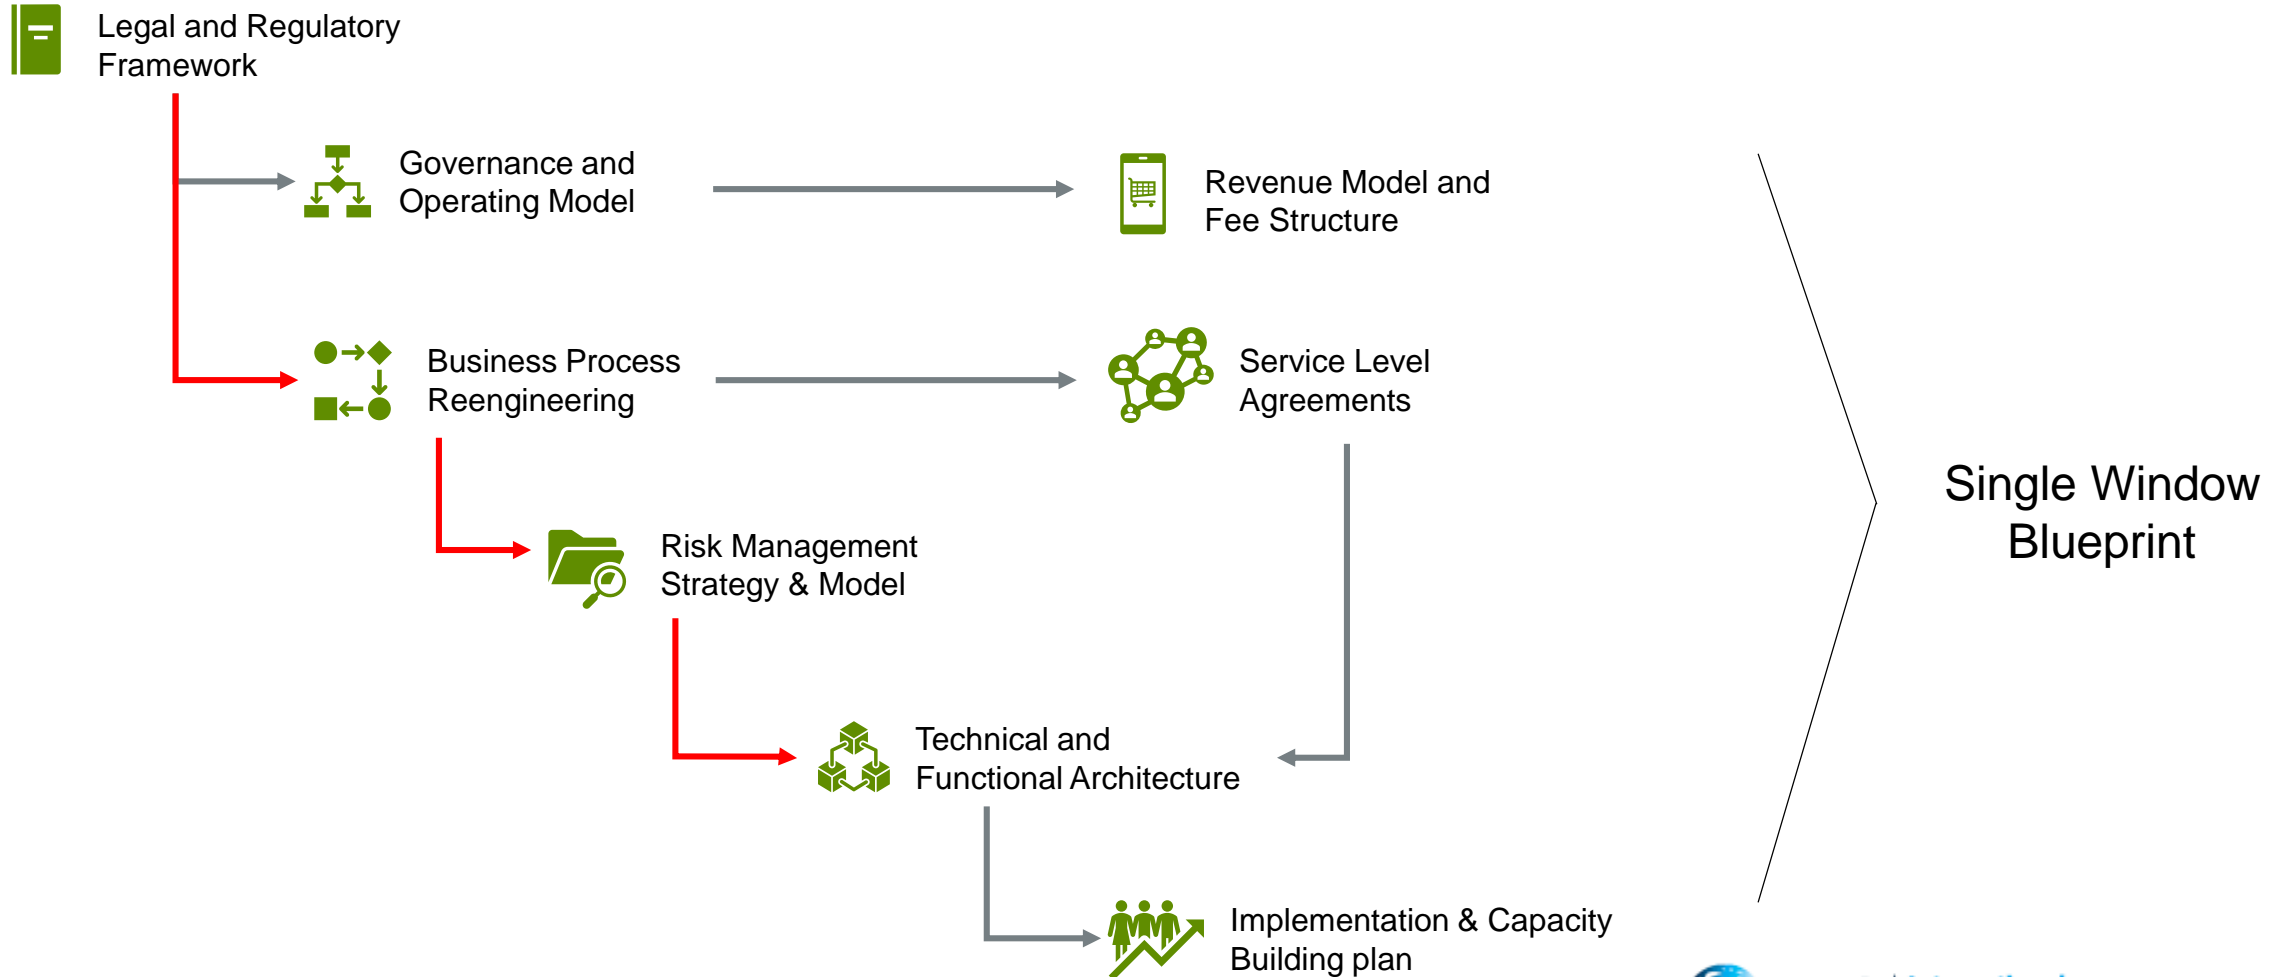 Legal and Regulatory
Framework
Governance and
Operating Model
Revenue Model and
Fee Structure
Business Process
Reengineering
Service Level
Agreements
Single Window
Blueprint
Risk Management
Strategy & Model
Technical and
Functional Architecture
Implementation & Capacity
Building plan